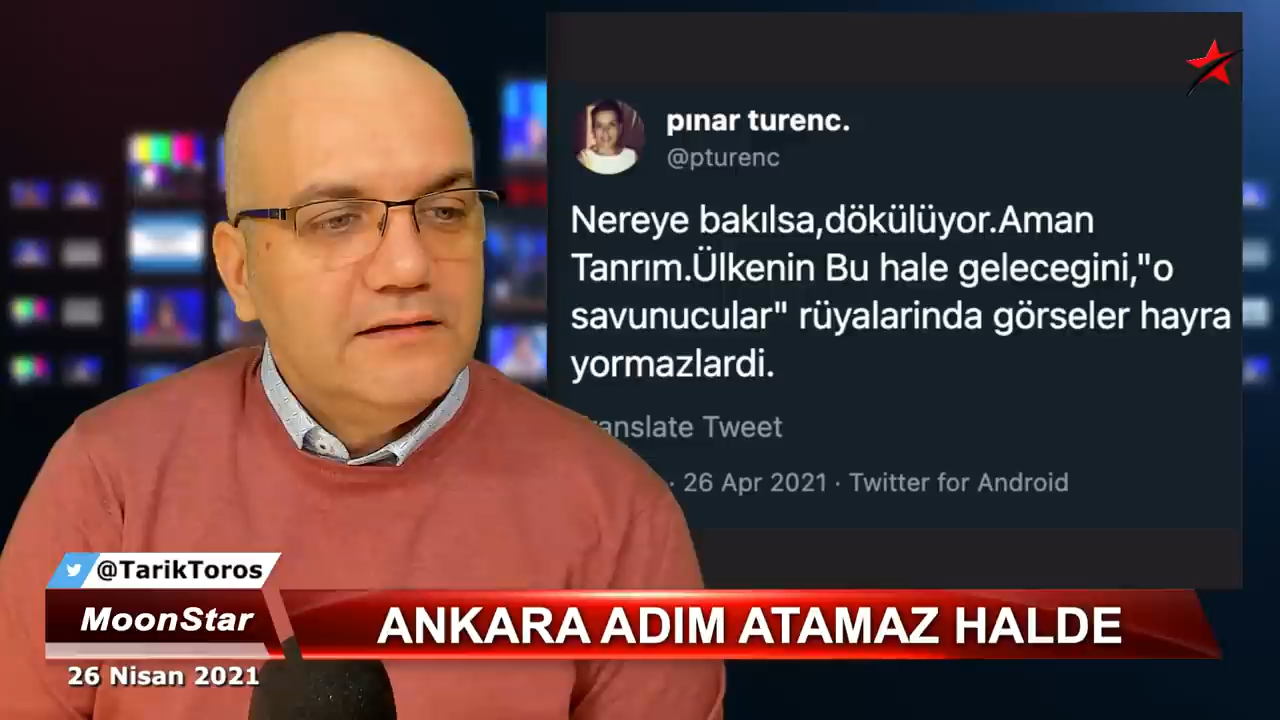 pınar turenc.
@pturenc
Nereye bakılsa,dökülüyor.Aman
Tanrım.Ülkenin Bu hale gelecegini,"o
savunucular" rüyalarinda görseler hayra
yormazlardi.
anslate Tweet
· 26 Apr 2021 · Twitter for Android
@TarikToros
MoonStar
ANKARA ADIM ATAMAZ HALDE
26 Nisan 2021